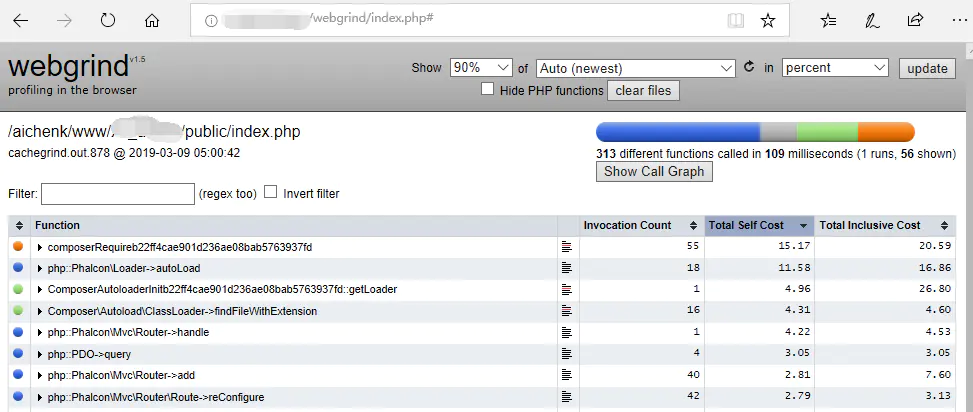 /webgrind/index.php#
webgrind v1.5
profiling in the browser
Show 90% of Auto (newest) in percent update
Hide PHP functions clear files
/aichenk/www/ /public/index.php
cachegrind.out.878 @ 2019-03-09 05:00:42
313 different functions called in 109 milliseconds (1 runs, 56 shown)
Show Call Graph
Filter: (regex too) Invert filter
Function Invocation Count Total Self Cost Total Inclusive Cost
composerRequireb22ff4cae901d236ae08bab5763937fd 55 15.17 20.59
php::Phalcon\Loader->autoLoad 18 11.58 16.86
ComposerAutoloaderInitb22ff4cae901d236ae08bab5763937fd::getLoader 1 4.96 26.80
Composer\Autoload\ClassLoader->findFileWithExtension 16 4.31 4.60
php::Phalcon\Mvc\Router->handle 1 4.22 4.53
php::PDO->query 4 3.05 3.05
php::Phalcon\Mvc\Router->add 40 2.81 7.60
php::Phalcon\Mvc\Router\Route->reConfigure 42 2.79 3.13